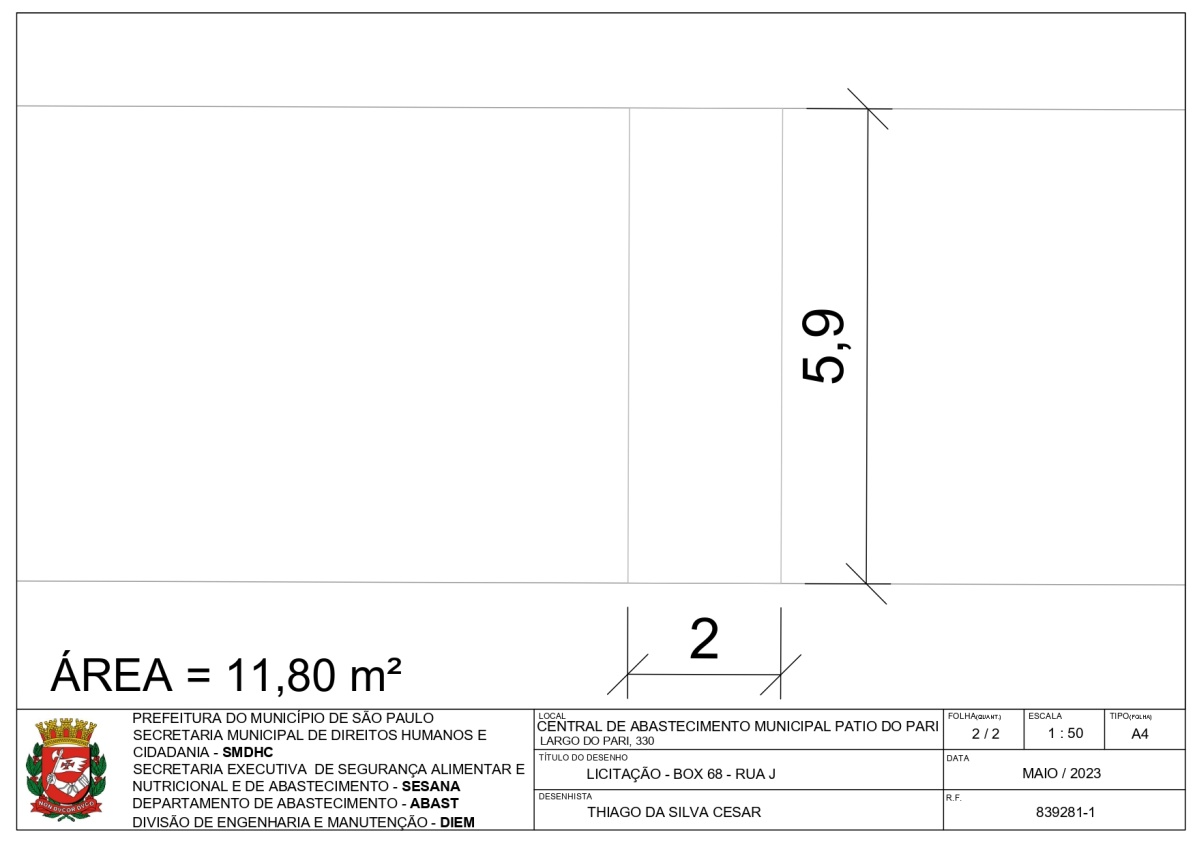 5,9
2
ÁREA = 11,80 m²
NON DVCOR DVCO
PREFEITURA DO MUNICÍPIO DE SÃO PAULO
SECRETARIA MUNICIPAL DE DIREITOS HUMANOS E
CIDADANIA - SMDHC
SECRETARIA EXECUTIVA DE SEGURANÇA ALIMENTAR E
NUTRICIONAL E DE ABASTECIMENTO - SESANA
DEPARTAMENTO DE ABASTECIMENTO - ABAST
DIVISÃO DE ENGENHARIA E MANUTENÇÃO - DIEM
LOCAL
CENTRAL DE ABASTECIMENTO MUNICIPAL PATIO DO PARI
LARGO DO PARI, 330
TÍTULO DO DESENHO
LICITAÇÃO - BOX 68 - RUA J
DESENHISTA
THIAGO DA SILVA CESAR
FOLHA(QUANT.)
2 / 2
ESCALA
1 : 50
TIPO(FOLHA)
A4
DATA
MAIO / 2023
R.F.
839281-1